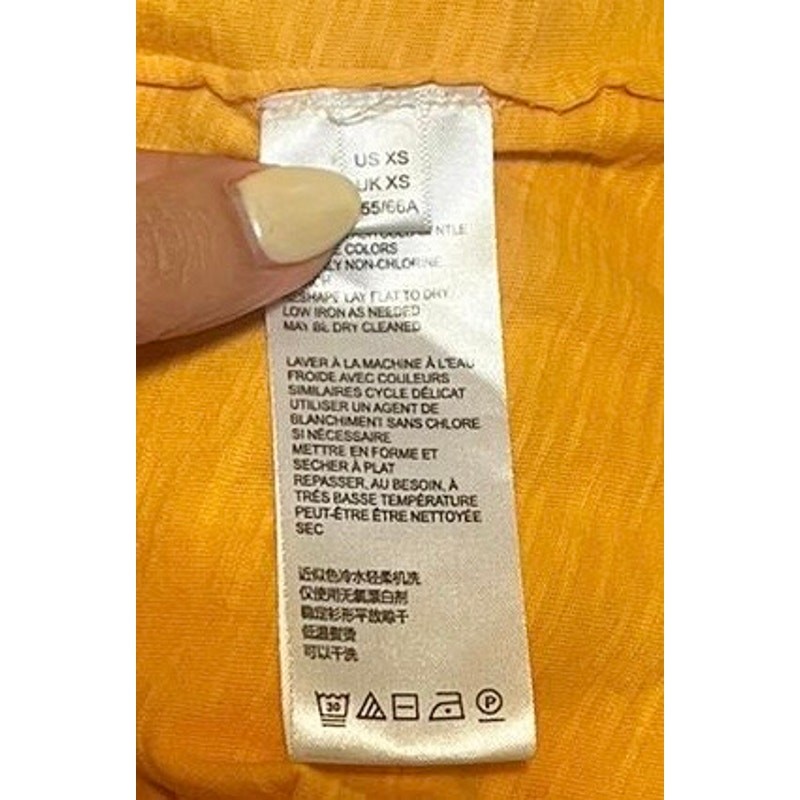 US XS
UK XS
55/66A
COLORS
NON-CHLORINE
RESHAPE LAY FLAT TO DRY
LOW IRON AS NEEDED
MAY BE DRY CLEANED
LAVER À LA MACHINE À L'EAU
FROIDE AVEC COULEURS
SIMILAIRES CYCLE DÉLICAT
UTILISER UN AGENT DE
BLANCHIMENT SANS CHLORE
SI NÉCESSAIRE
METTRE EN FORME ET
SECHER À PLAT
REPASSER, AU BESOIN, À
TRÉS BASSE TEMPÉRATURE
PEUT-ÊTRE ÊTRE NETTOYÉE
SEC
近似色冷水轻柔机洗
仅使用无氯漂白剂
稳定衫形平放晾干
低温熨烫
可以干洗
30
P